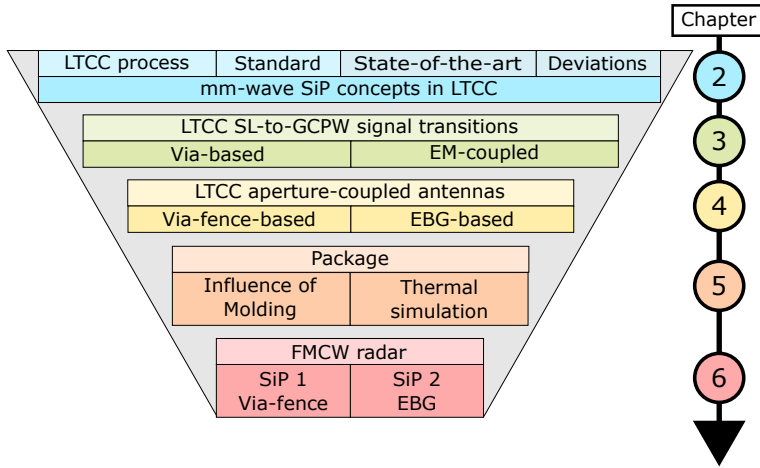 Chapter
LTCC process Standard State-of-the-art Deviations
mm-wave SiP concepts in LTCC
2
LTCC SL-to-GCPW signal transitions
Via-based EM-coupled
3
LTCC aperture-coupled antennas
Via-fence-based EBG-based
4
Package
Influence of Molding
Thermal simulation
5
FMCW radar
SiP 1 Via-fence
SiP 2 EBG
6